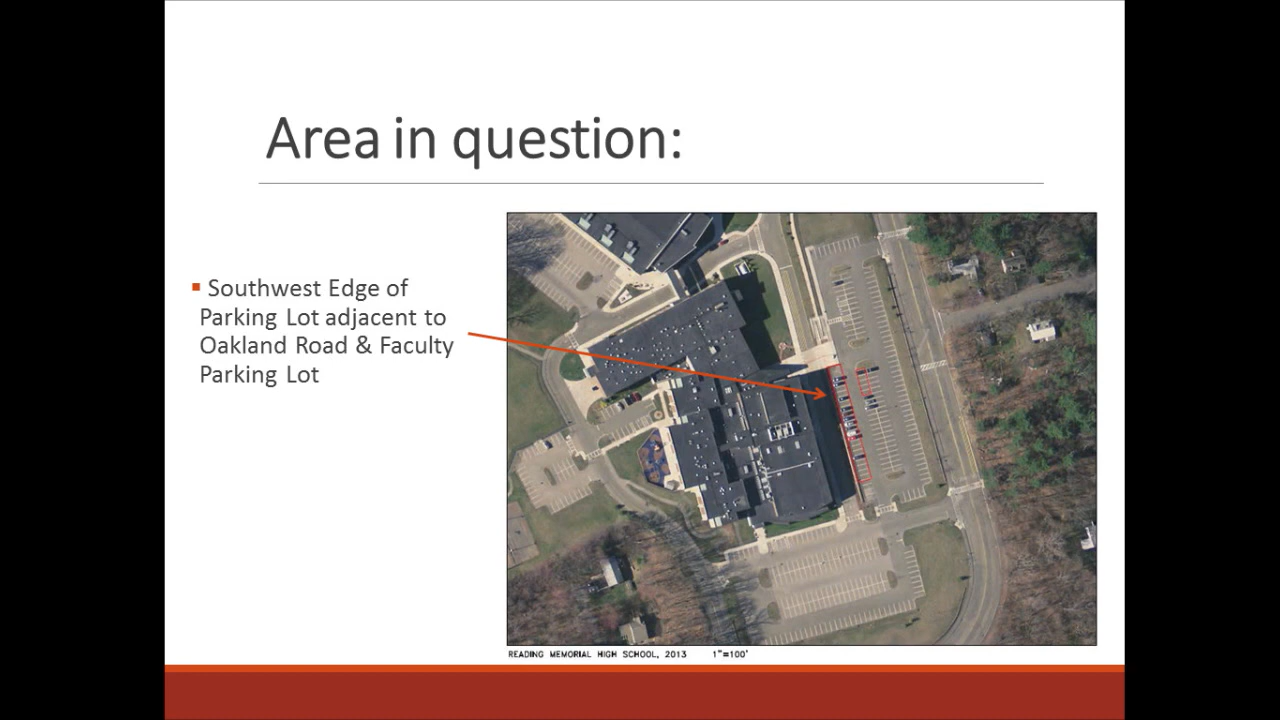 Area in question:
▪ Southwest Edge of
Parking Lot adjacent to
Oakland Road & Faculty
Parking Lot
READING MEMORIAL HIGH SCHOOL, 2013 1"=100'